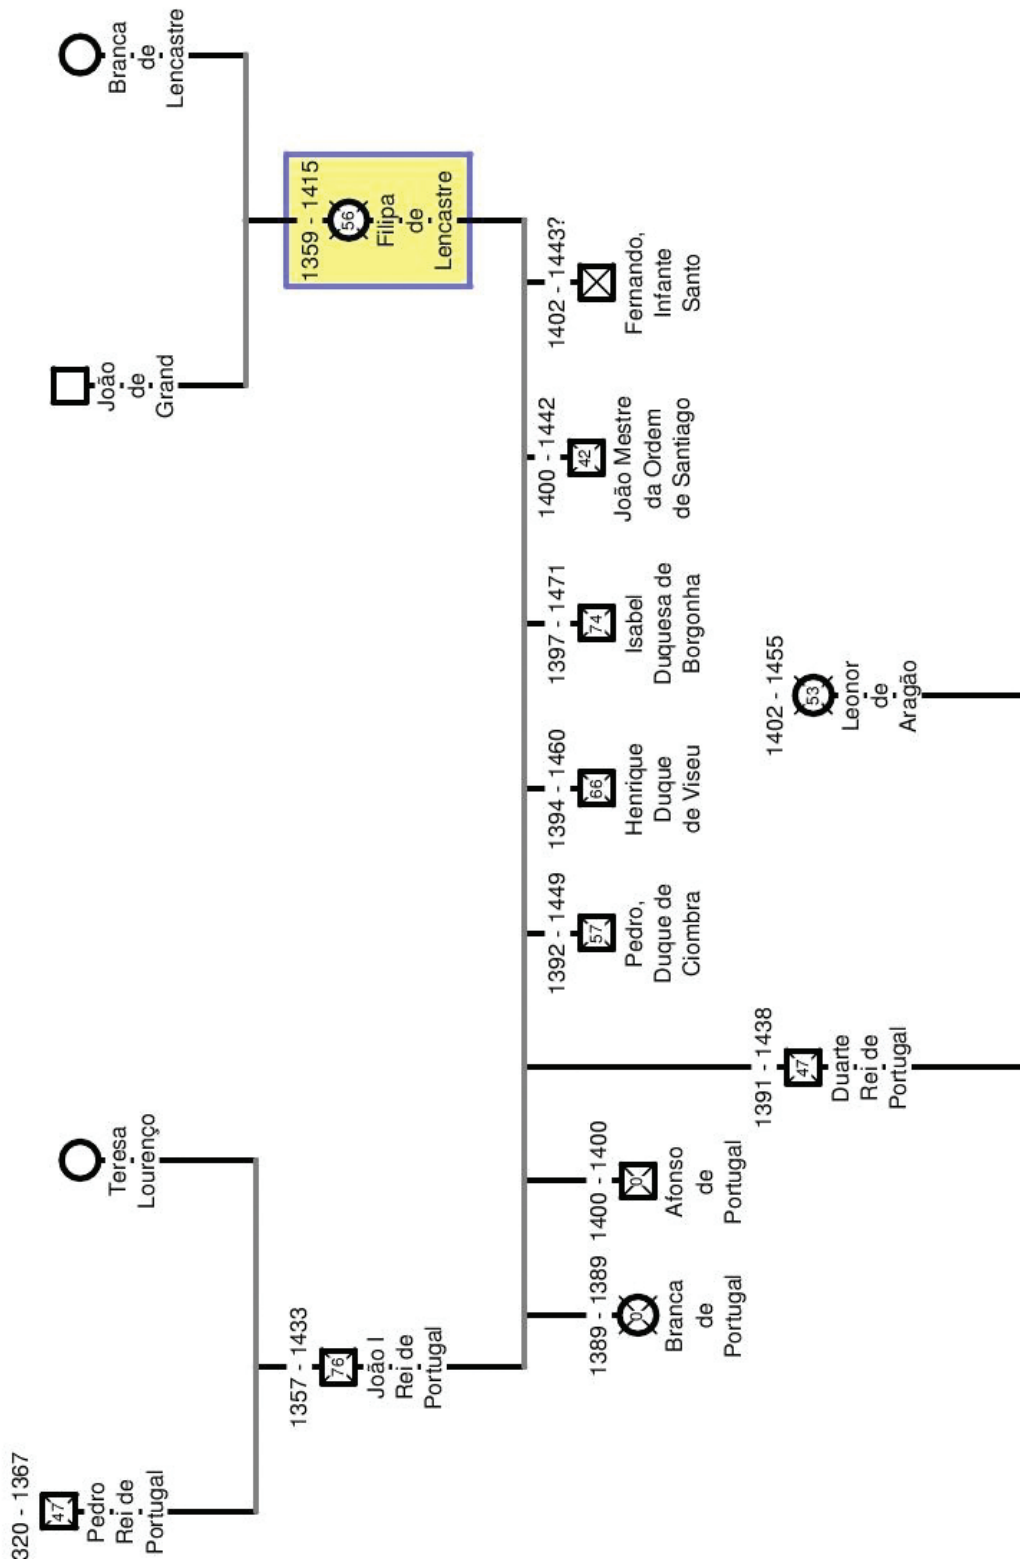 320 - 1367
47
Pedro
Rei de
Portugal
Teresa
Lourenço
João
de
Grand
Branca
de
Lencastre
1357 - 1433
76
João I
Rei de
Portugal
1359 - 1415
56
Filipa
de
Lencastre
1389 - 1389
0
Branca
de
Portugal
1400 - 1400
0
Afonso
de
Portugal
1391 - 1438
47
Duarte
Rei de
Portugal
1392 - 1449
57
Pedro,
Duque de
Ciombra
1394 - 1460
66
Henrique
Duque
de Viseu
1397 - 1471
74
Isabel
Duquesa de
Borgonha
1400 - 1442
42
João Mestre
da Ordem
de Santiago
1402 - 1443?
Fernando,
Infante
Santo
1402 - 1455
53
Leonor
de
Aragão